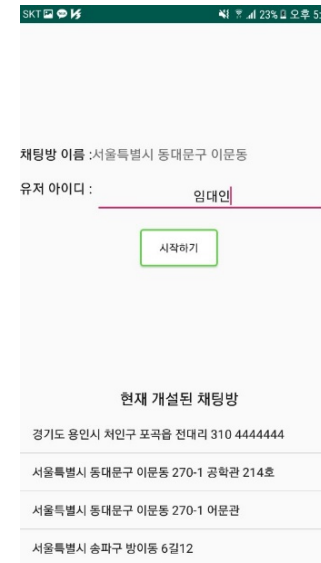 SKT 23% 오후 5:
채팅방 이름 :서울특별시 동대문구 이문동
유저 아이디 : 임대인
시작하기
현재 개설된 채팅방
경기도 용인시 처인구 포곡읍 전대리 310 4444444
서울특별시 동대문구 이문동 270-1 공학관 214호
서울특별시 동대문구 이문동 270-1 어문관
서울특별시 송파구 방이동 6길12